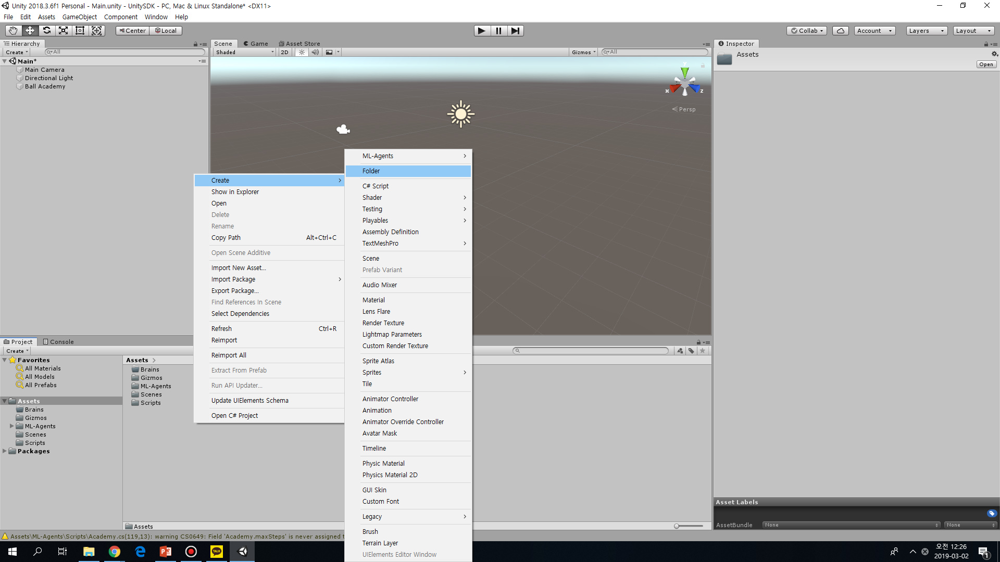 Unity 2018.3.6f1 Personal - Main.unity - UnitySDK - PC, Mac & Linux Standalone* <DX11>
File Edit Assets GameObject Component Window Help
Center Local
Collab Account Layers Layout
Hierarchy
Create All
Main*
Main Camera
Directional Light
Ball Academy
Scene Game Asset Store
Shaded 2D Gizmos All
y
x z
Persp
Inspector
Assets
Open
Create
Show in Explorer
Open
Delete
Rename
Copy Path Alt+Ctrl+C
Open Scene Additive
Import New Asset...
Import Package
Export Package...
Find References In Scene
Select Dependencies
Refresh Ctrl+R
Reimport
Reimport All
Extract From Prefab
Run API Updater...
Update UIElements Schema
Open C# Project
ML-Agents
Folder
C# Script
Shader
Testing
Playables
Assembly Definition
TextMeshPro
Scene
Prefab Variant
Audio Mixer
Material
Lens Flare
Render Texture
Lightmap Parameters
Custom Render Texture
Sprite Atlas
Sprites
Tile
Animator Controller
Animation
Animator Override Controller
Avatar Mask
Timeline
Physic Material
Physics Material 2D
GUI Skin
Custom Font
Legacy
Brush
Terrain Layer
UIElements Editor Window
Project Console
Create
Favorites
All Materials
All Models
All Prefabs
Assets
Brains
Gizmos
ML-Agents
Scenes
Scripts
Packages
Assets
Brains
Gizmos
ML-Agents
Scenes
Scripts
Assets
Asset Labels
AssetBundle None None
Assets\ML-Agents\Scripts\Academy.cs(119,13): warning CS0649: Field 'Academy.maxSteps' is never assigned t
TALK
오전 12:26
2019-03-02
1